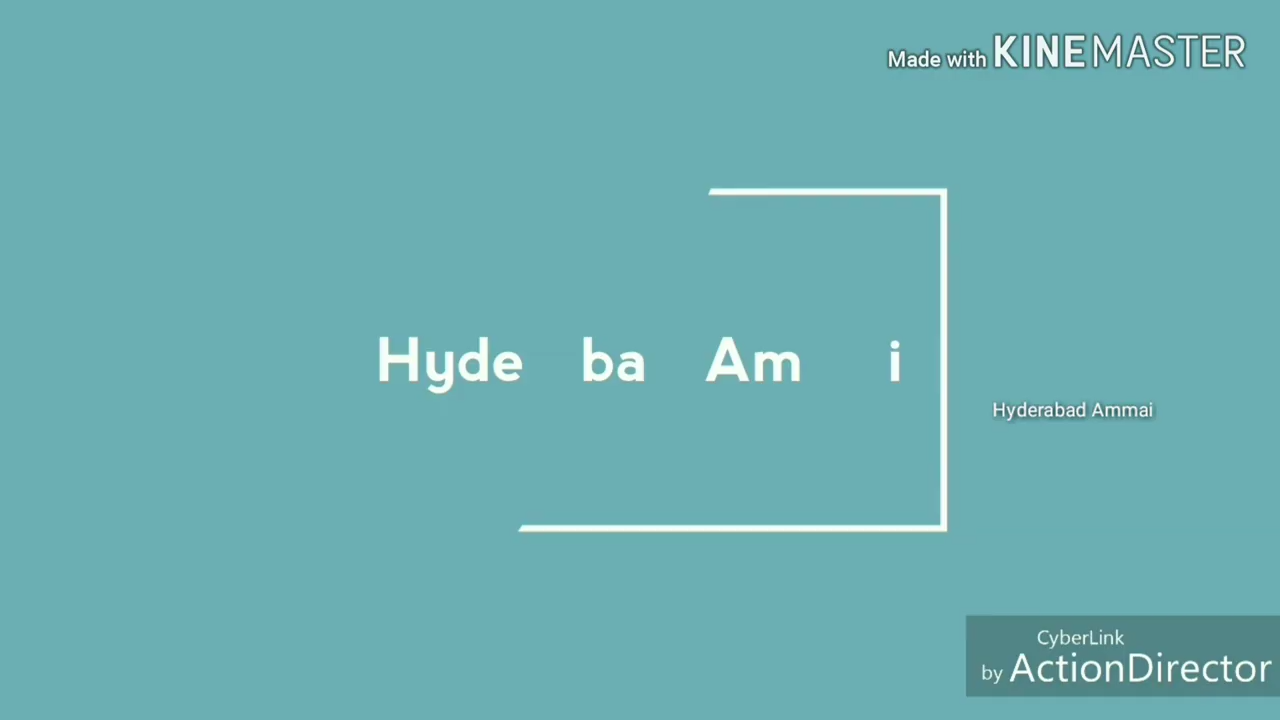 Made with KINEMASTER
Hyde ba Am i
Hyderabad Ammai
CyberLink
by ActionDirector